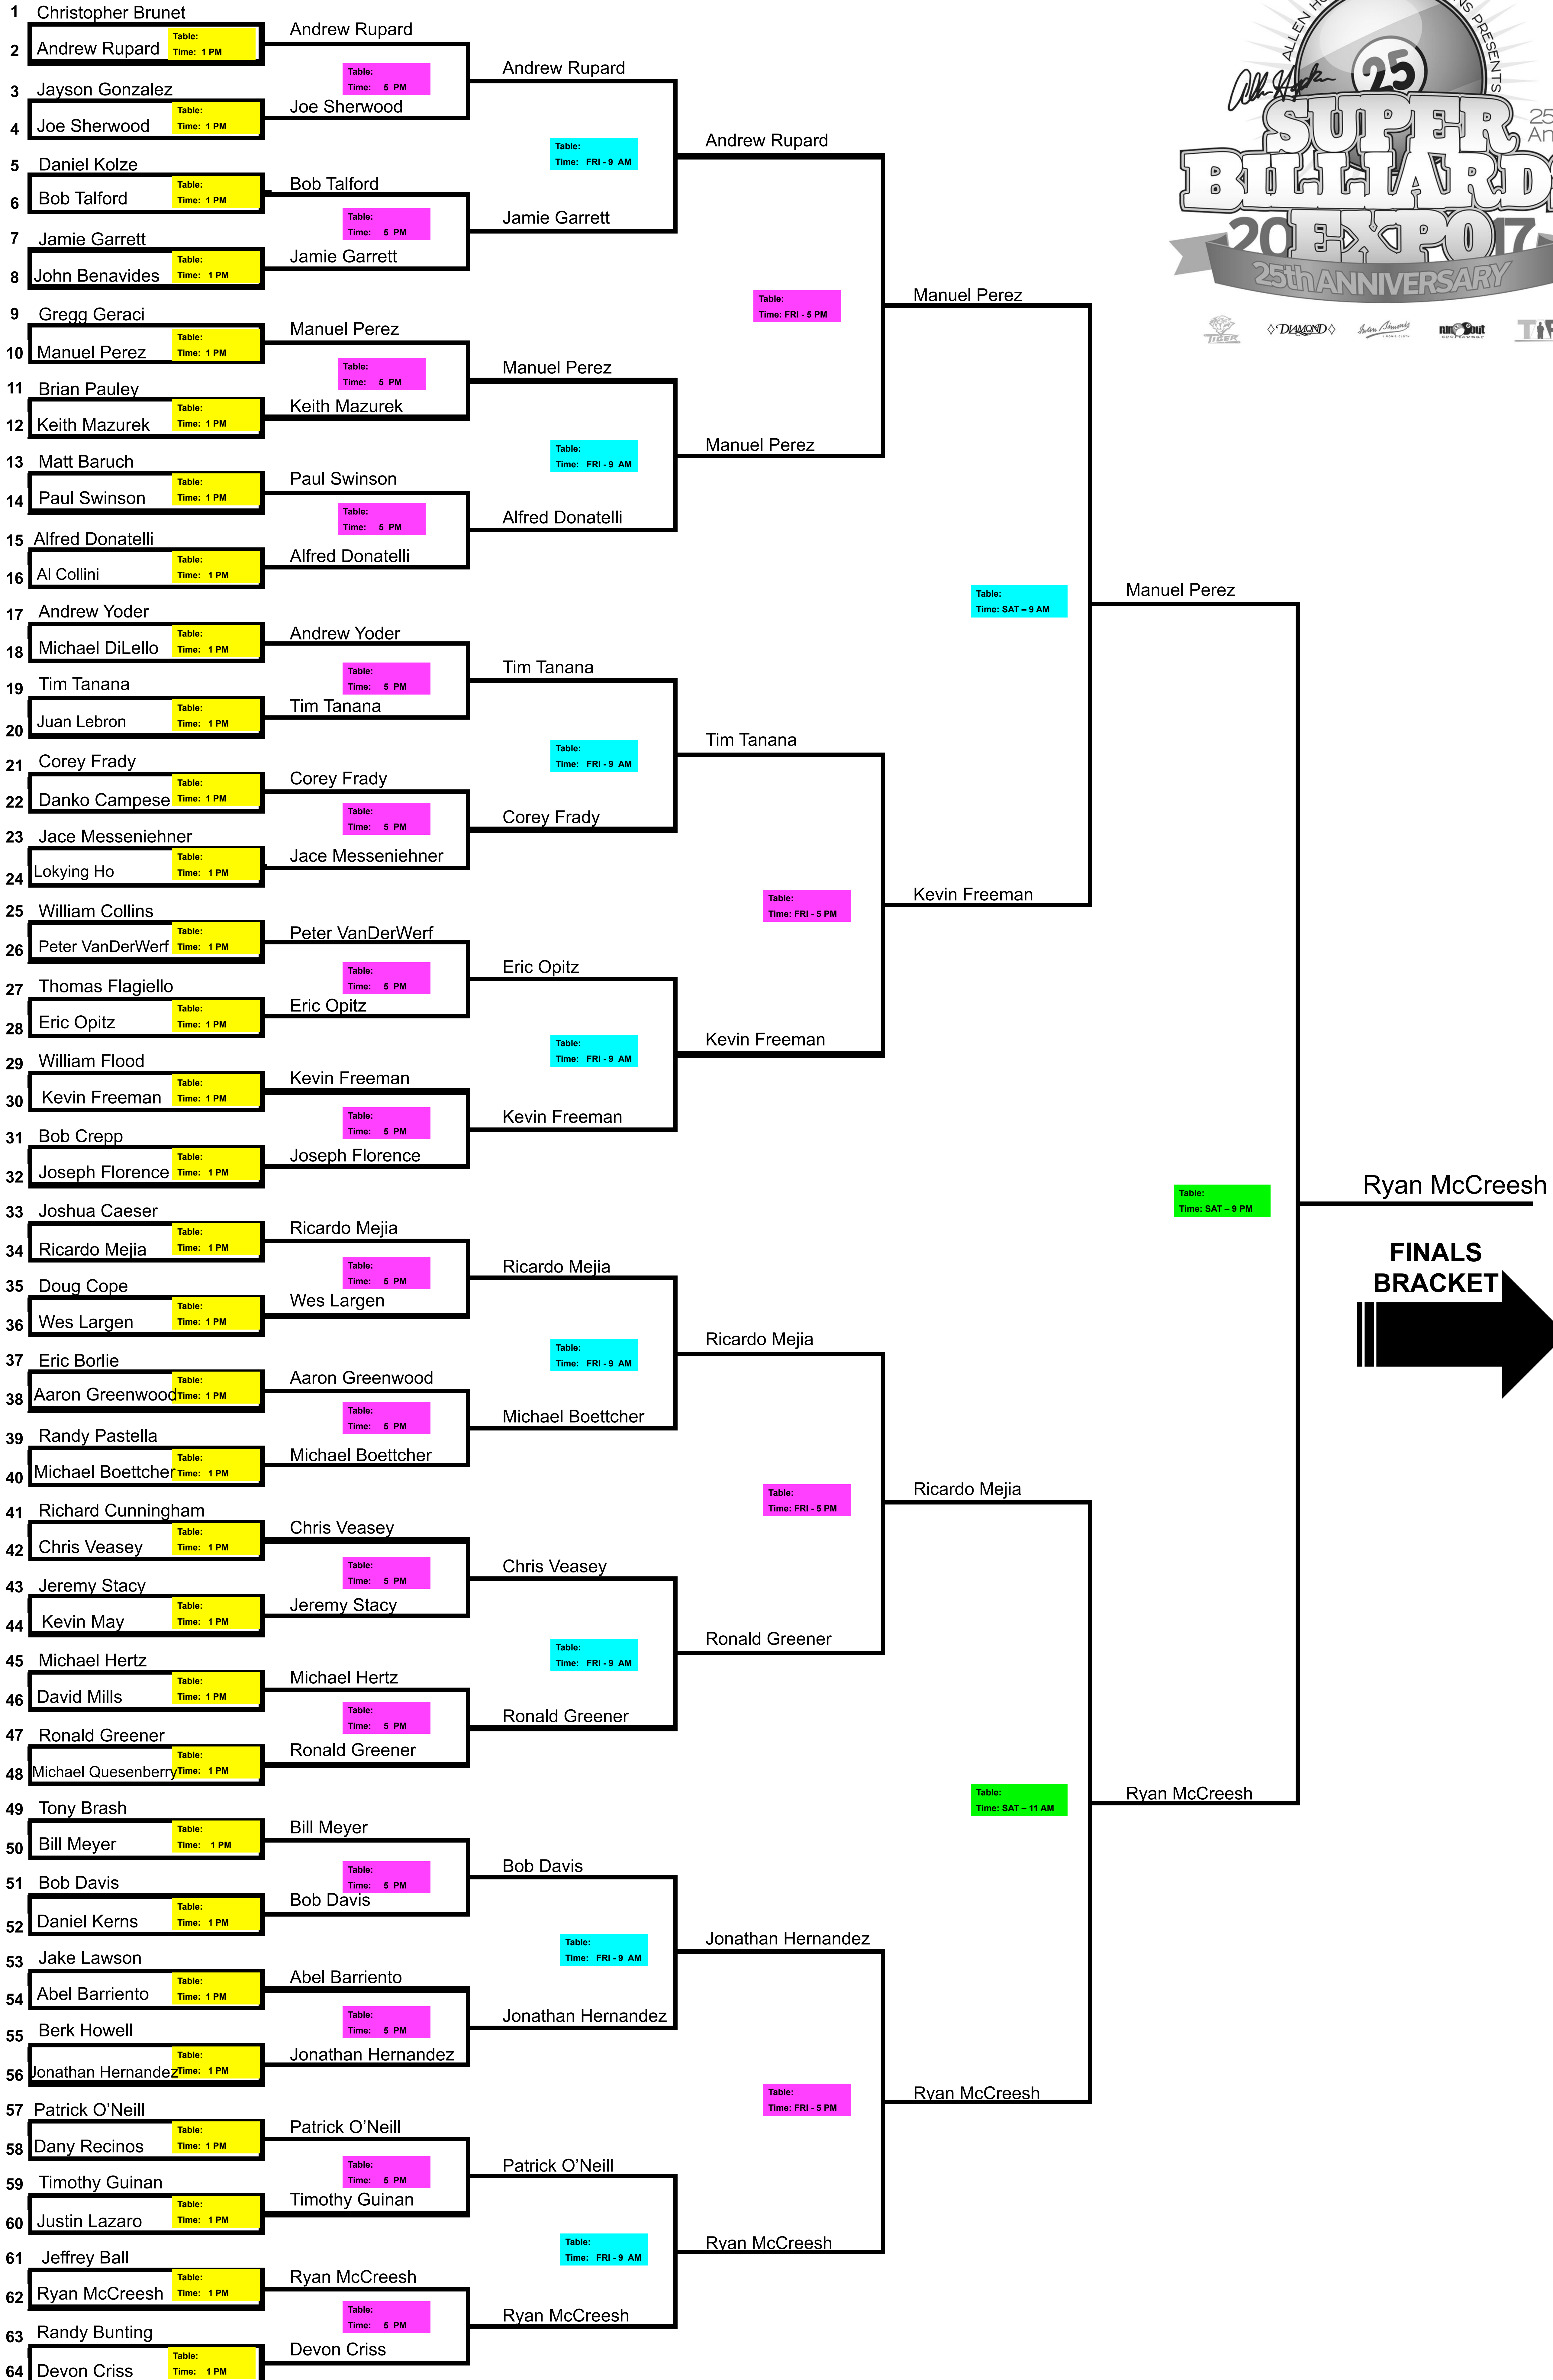 1 Christopher Brunet
2 Andrew Rupard
Table:
Time: 1 PM
3 Jayson Gonzalez
4 Joe Sherwood
Table:
Time: 1 PM
5 Daniel Kolze
6 Bob Talford
Table:
Time: 1 PM
7 Jamie Garrett
8 John Benavides
Table:
Time: 1 PM
9 Gregg Geraci
10 Manuel Perez
Table:
Time: 1 PM
11 Brian Pauley
12 Keith Mazurek
Table:
Time: 1 PM
13 Matt Baruch
14 Paul Swinson
Table:
Time: 1 PM
15 Alfred Donatelli
16 Al Collini
Table:
Time: 1 PM
17 Andrew Yoder
18 Michael DiLello
Table:
Time: 1 PM
19 Tim Tanana
20 Juan Lebron
Table:
Time: 1 PM
21 Corey Frady
22 Danko Campese
Table:
Time: 1 PM
23 Jace Messeniehner
24 Lokying Ho
Table:
Time: 1 PM
25 William Collins
26 Peter VanDerWerf
Table:
Time: 1 PM
27 Thomas Flagiello
28 Eric Opitz
Table:
Time: 1 PM
29 William Flood
30 Kevin Freeman
Table:
Time: 1 PM
31 Bob Crepp
32 Joseph Florence
Table:
Time: 1 PM
33 Joshua Caeser
34 Ricardo Mejia
Table:
Time: 1 PM
35 Doug Cope
36 Wes Largen
Table:
Time: 1 PM
37 Eric Borlie
38 Aaron Greenwood
Table:
Time: 1 PM
39 Randy Pastella
40 Michael Boettcher
Table:
Time: 1 PM
41 Richard Cunningham
42 Chris Veasey
Table:
Time: 1 PM
43 Jeremy Stacy
44 Kevin May
Table:
Time: 1 PM
45 Michael Hertz
46 David Mills
Table:
Time: 1 PM
47 Ronald Greener
48 Michael Quesenberry
Table:
Time: 1 PM
49 Tony Brash
50 Bill Meyer
Table:
Time: 1 PM
51 Bob Davis
52 Daniel Kerns
Table:
Time: 1 PM
53 Jake Lawson
54 Abel Barriento
Table:
Time: 1 PM
55 Berk Howell
56 Jonathan Hernandez
Table:
Time: 1 PM
57 Patrick O’Neill
58 Dany Recinos
Table:
Time: 1 PM
59 Timothy Guinan
60 Justin Lazaro
Table:
Time: 1 PM
61 Jeffrey Ball
62 Ryan McCreesh
Table:
Time: 1 PM
63 Randy Bunting
64 Devon Criss
Table:
Time: 1 PM
Andrew Rupard
Table:
Time: 5 PM
Joe Sherwood
Bob Talford
Table:
Time: 5 PM
Jamie Garrett
Manuel Perez
Table:
Time: 5 PM
Keith Mazurek
Paul Swinson
Table:
Time: 5 PM
Alfred Donatelli
Andrew Yoder
Table:
Time: 5 PM
Tim Tanana
Corey Frady
Table:
Time: 5 PM
Jace Messeniehner
Peter VanDerWerf
Table:
Time: 5 PM
Eric Opitz
Kevin Freeman
Table:
Time: 5 PM
Joseph Florence
Ricardo Mejia
Table:
Time: 5 PM
Wes Largen
Aaron Greenwood
Table:
Time: 5 PM
Michael Boettcher
Chris Veasey
Table:
Time: 5 PM
Jeremy Stacy
Michael Hertz
Table:
Time: 5 PM
Ronald Greener
Bill Meyer
Table:
Time: 5 PM
Bob Davis
Abel Barriento
Table:
Time: 5 PM
Jonathan Hernandez
Patrick O’Neill
Table:
Time: 5 PM
Timothy Guinan
Ryan McCreesh
Table:
Time: 5 PM
Devon Criss
Andrew Rupard
Table:
Time: FRI - 9 AM
Jamie Garrett
Manuel Perez
Table:
Time: FRI - 9 AM
Alfred Donatelli
Tim Tanana
Table:
Time: FRI - 9 AM
Corey Frady
Eric Opitz
Table:
Time: FRI - 9 AM
Kevin Freeman
Ricardo Mejia
Table:
Time: FRI - 9 AM
Michael Boettcher
Chris Veasey
Table:
Time: FRI - 9 AM
Ronald Greener
Bob Davis
Table:
Time: FRI - 9 AM
Jonathan Hernandez
Patrick O’Neill
Table:
Time: FRI - 9 AM
Ryan McCreesh
Andrew Rupard
Table:
Time: FRI - 5 PM
Manuel Perez
Tim Tanana
Table:
Time: FRI - 5 PM
Kevin Freeman
Ricardo Mejia
Table:
Time: FRI - 5 PM
Ronald Greener
Jonathan Hernandez
Table:
Time: FRI - 5 PM
Ryan McCreesh
Manuel Perez
Table:
Time: SAT – 9 AM
Kevin Freeman
Ricardo Mejia
Table:
Time: SAT – 11 AM
Ryan McCreesh
Manuel Perez
Table:
Time: SAT – 9 PM
Ryan McCreesh
Ryan McCreesh
FINALS
BRACKET
PRESENTS
25
SUPER
BILLIARDS
2017 EXPO
25th ANNIVERSARY
TIGER
DIAMOND